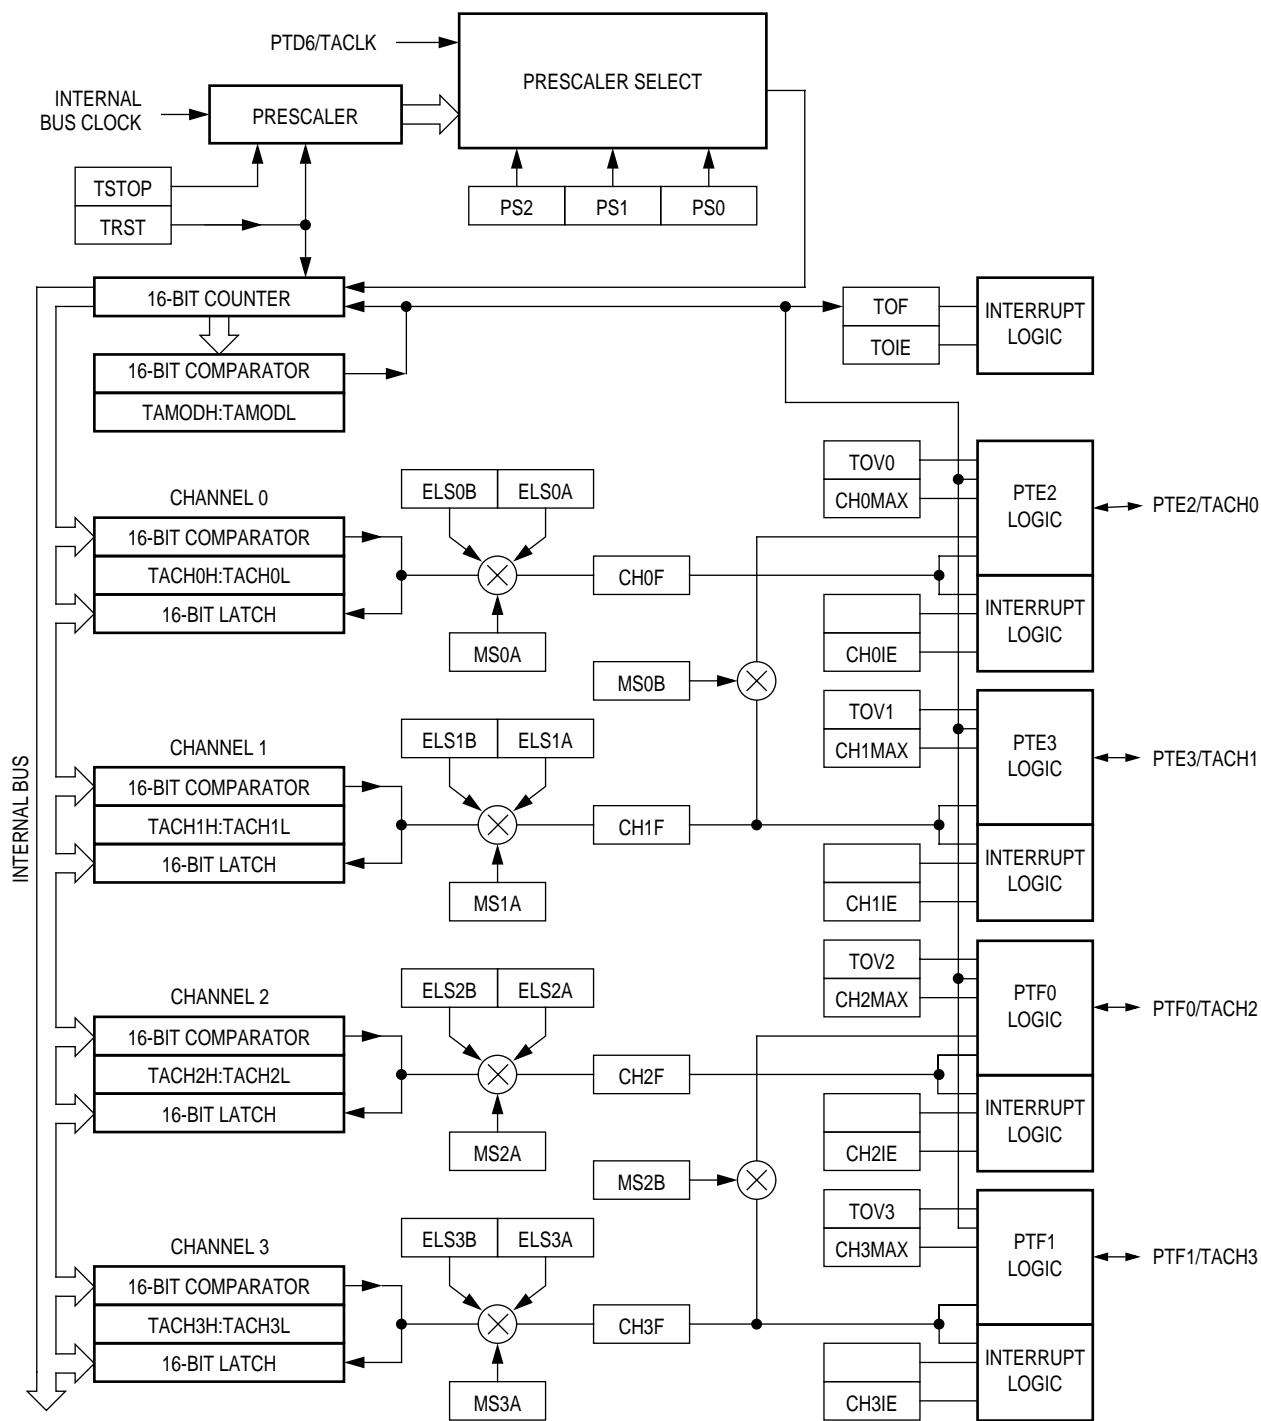 PTD6/TACLK
PRESCALER SELECT
INTERNAL
BUS CLOCK
PRESCALER
TSTOP
TRST
PS2
PS1
PS0
16-BIT COUNTER
TOF
TOIE
INTERRUPT
LOGIC
16-BIT COMPARATOR
TAMODH:TAMODL
INTERNAL BUS
CHANNEL 0
16-BIT COMPARATOR
TACH0H:TACH0L
16-BIT LATCH
ELS0B
ELS0A
MS0A
CH0F
MS0B
TOV0
CH0MAX
PTE2
LOGIC
PTE2/TACH0
INTERRUPT
LOGIC
CH0IE
CHANNEL 1
16-BIT COMPARATOR
TACH1H:TACH1L
16-BIT LATCH
ELS1B
ELS1A
MS1A
CH1F
TOV1
CH1MAX
PTE3
LOGIC
PTE3/TACH1
INTERRUPT
LOGIC
CH1IE
CHANNEL 2
16-BIT COMPARATOR
TACH2H:TACH2L
16-BIT LATCH
ELS2B
ELS2A
MS2A
CH2F
MS2B
TOV2
CH2MAX
PTF0
LOGIC
PTF0/TACH2
INTERRUPT
LOGIC
CH2IE
CHANNEL 3
16-BIT COMPARATOR
TACH3H:TACH3L
16-BIT LATCH
ELS3B
ELS3A
MS3A
CH3F
TOV3
CH3MAX
PTF1
LOGIC
PTF1/TACH3
INTERRUPT
LOGIC
CH3IE